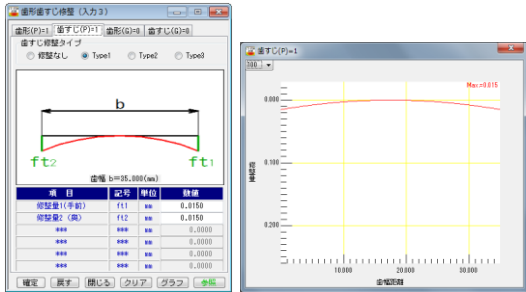 歯形歯すじ修整（入力3）
歯形(P)=1 歯すじ(P)=1 歯形(G)=0 歯すじ(G)=0
歯すじ修整タイプ
修整なし Type1 Type2 Type3
b
ft2 ft1
歯幅 b=35.000(mm)
項 目 記号 単位 数値
修整量1(手前) ft1 mm 0.0150
修整量2 (奥) ft2 mm 0.0150
*** *** mm 0.0000
*** *** mm 0.0000
*** *** mm 0.0000
*** *** mm 0.0000
確定 戻す 閉じる クリア グラフ 参照
歯すじ(P)=1
300
Max=0.015
0.000
0.100
0.200
修整量
10.000 20.000 30.000
歯幅距離